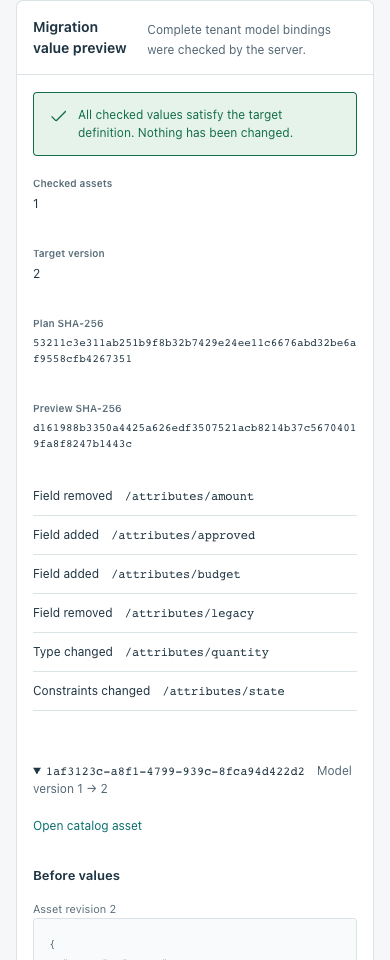 Migration
value preview
Complete tenant model bindings
were checked by the server.
All checked values satisfy the target
definition. Nothing has been changed.
Checked assets
1
Target version
2
Plan SHA-256
53211c3e311ab251b9f8b32b7429e24ee11c6676abd32be6a
f9558cfb4267351
Preview SHA-256
d161988b3350a4425a626edf3507521acb8214b37c5670401
9fa8f8247b1443c
Field removed /attributes/amount
Field added /attributes/approved
Field added /attributes/budget
Field removed /attributes/legacy
Type changed /attributes/quantity
Constraints changed /attributes/state
▼ 1af3123c-a8f1-4799-939c-8fca94d422d2 Model
version 1 → 2
Open catalog asset
Before values
Asset revision 2
{